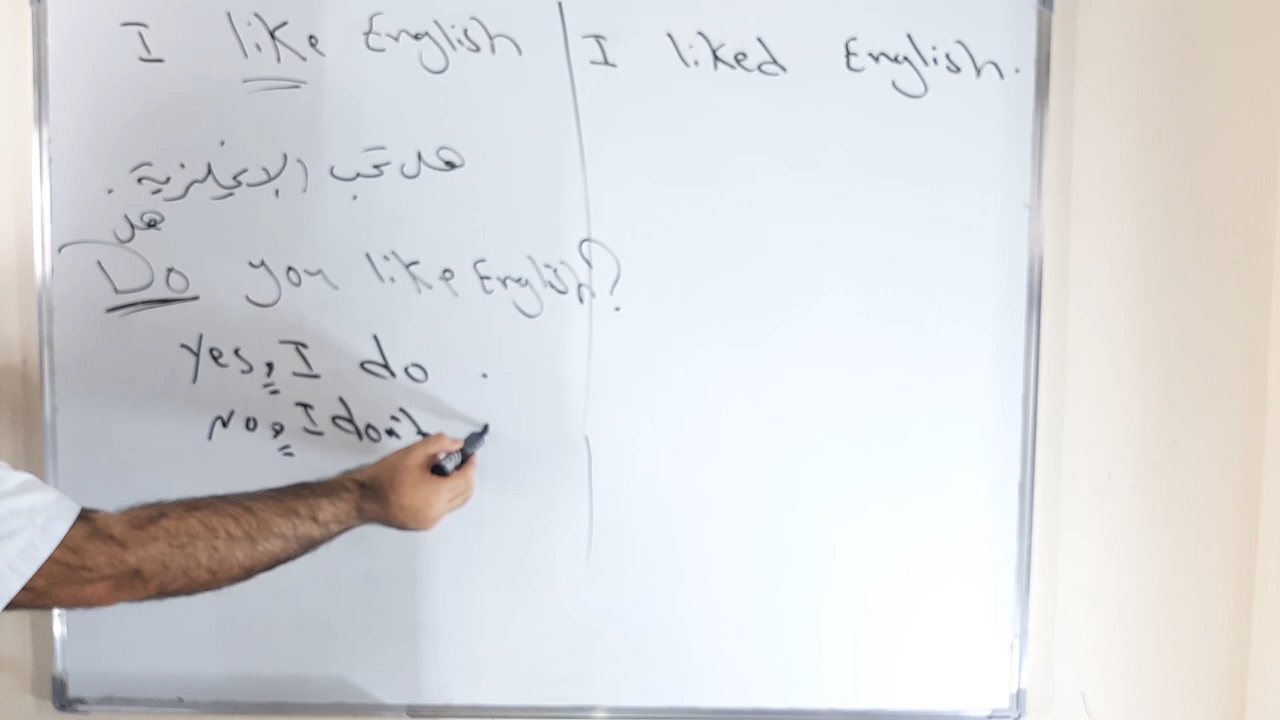 I like English
I liked English.
هل تحب الإنجليزية .
هل
Do you like English?
yes, I do .
No, I don't